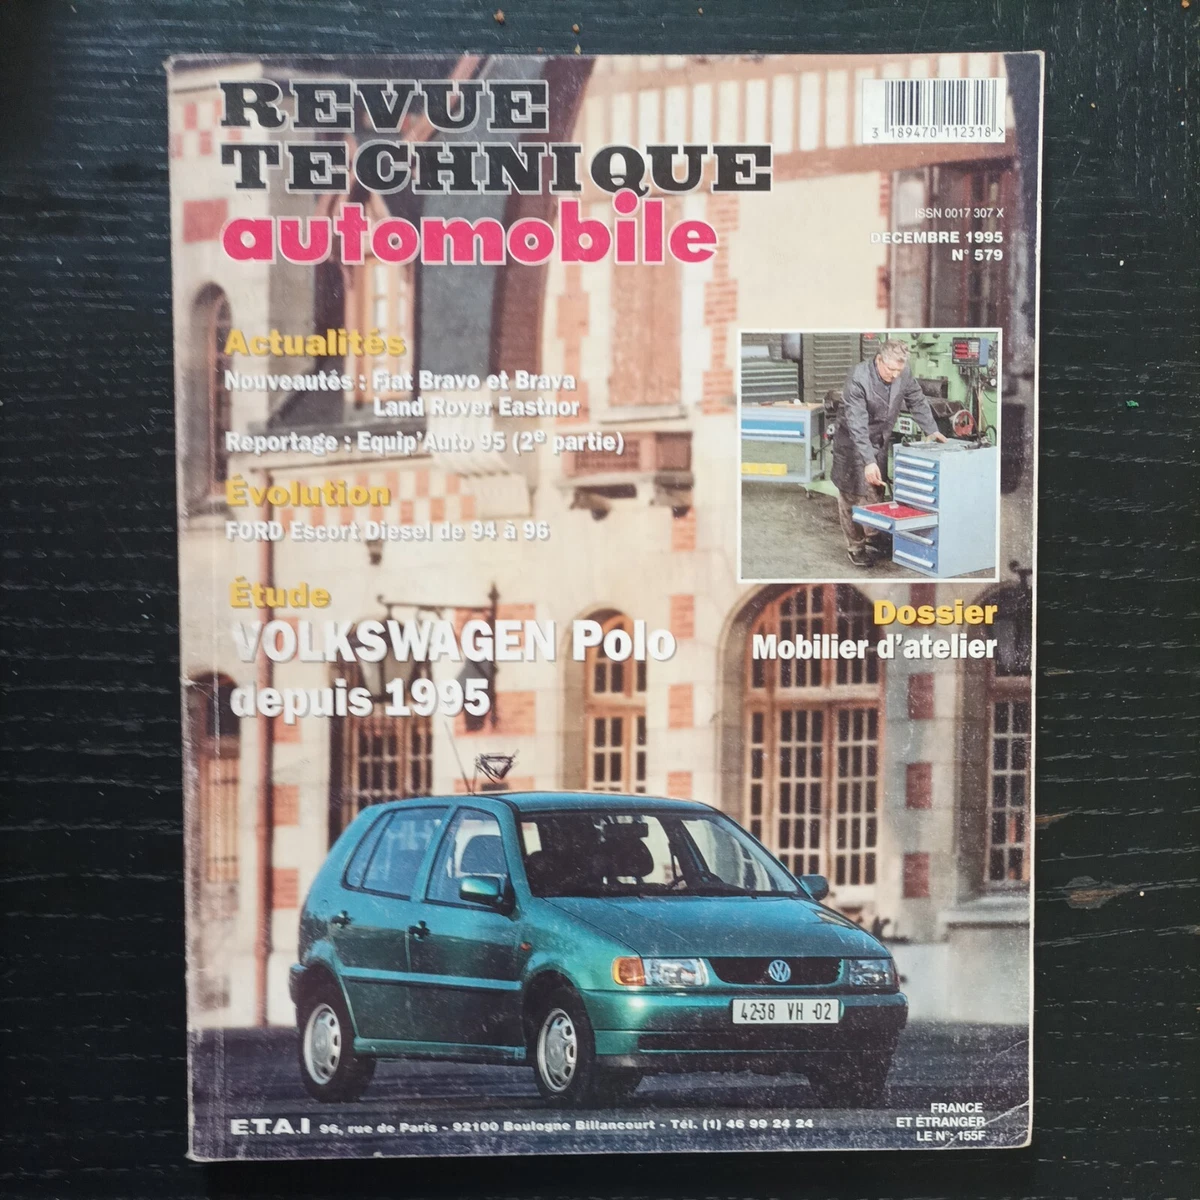 REVUE
TECHNIQUE
automobile
3 189470 112318 >
ISSN 0017 307 X
DECEMBRE 1995
N° 579
Actualités
Nouveautés : Fiat Bravo et Brava
Land Rover Eastnor
Reportage : Equip'Auto 95 (2e partie)
Évolution
FORD Escort Diesel de 94 à 96
Étude
VOLKSWAGEN Polo
depuis 1995
Dossier
Mobilier d'atelier
4238 VH 02
E.T.A.I 96, rue de Paris - 92100 Boulogne Billancourt - Tél. (1) 46 99 24 24
FRANCE
ET ÉTRANGER
LE N°: 155F